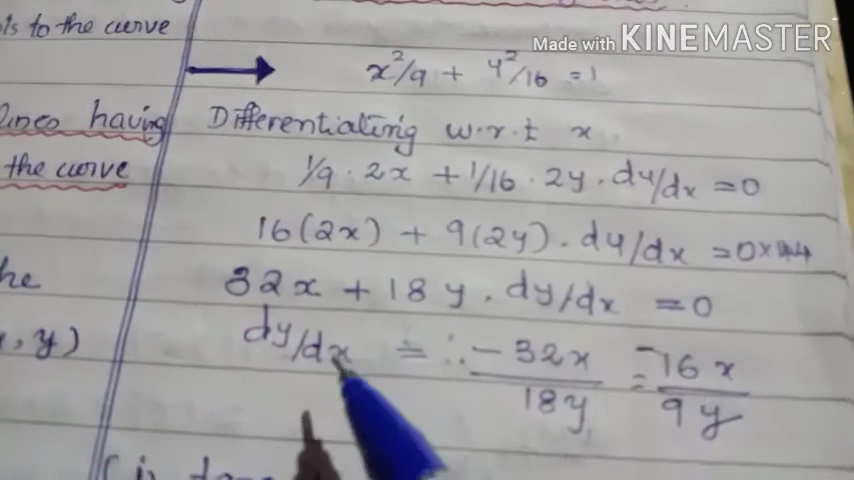 Made with KINEMASTER
ls to the curve
x²/9 + y²/16 = 1
lines having
Differentiating w.r.t x
the curve
1/9 · 2x + 1/16 · 2y · dy/dx = 0
16(2x) + 9(2y) · dy/dx = 0×144
he
32x + 18y · dy/dx = 0
, y)
dy/dx = ∴ -32x/18y = -16x/9y